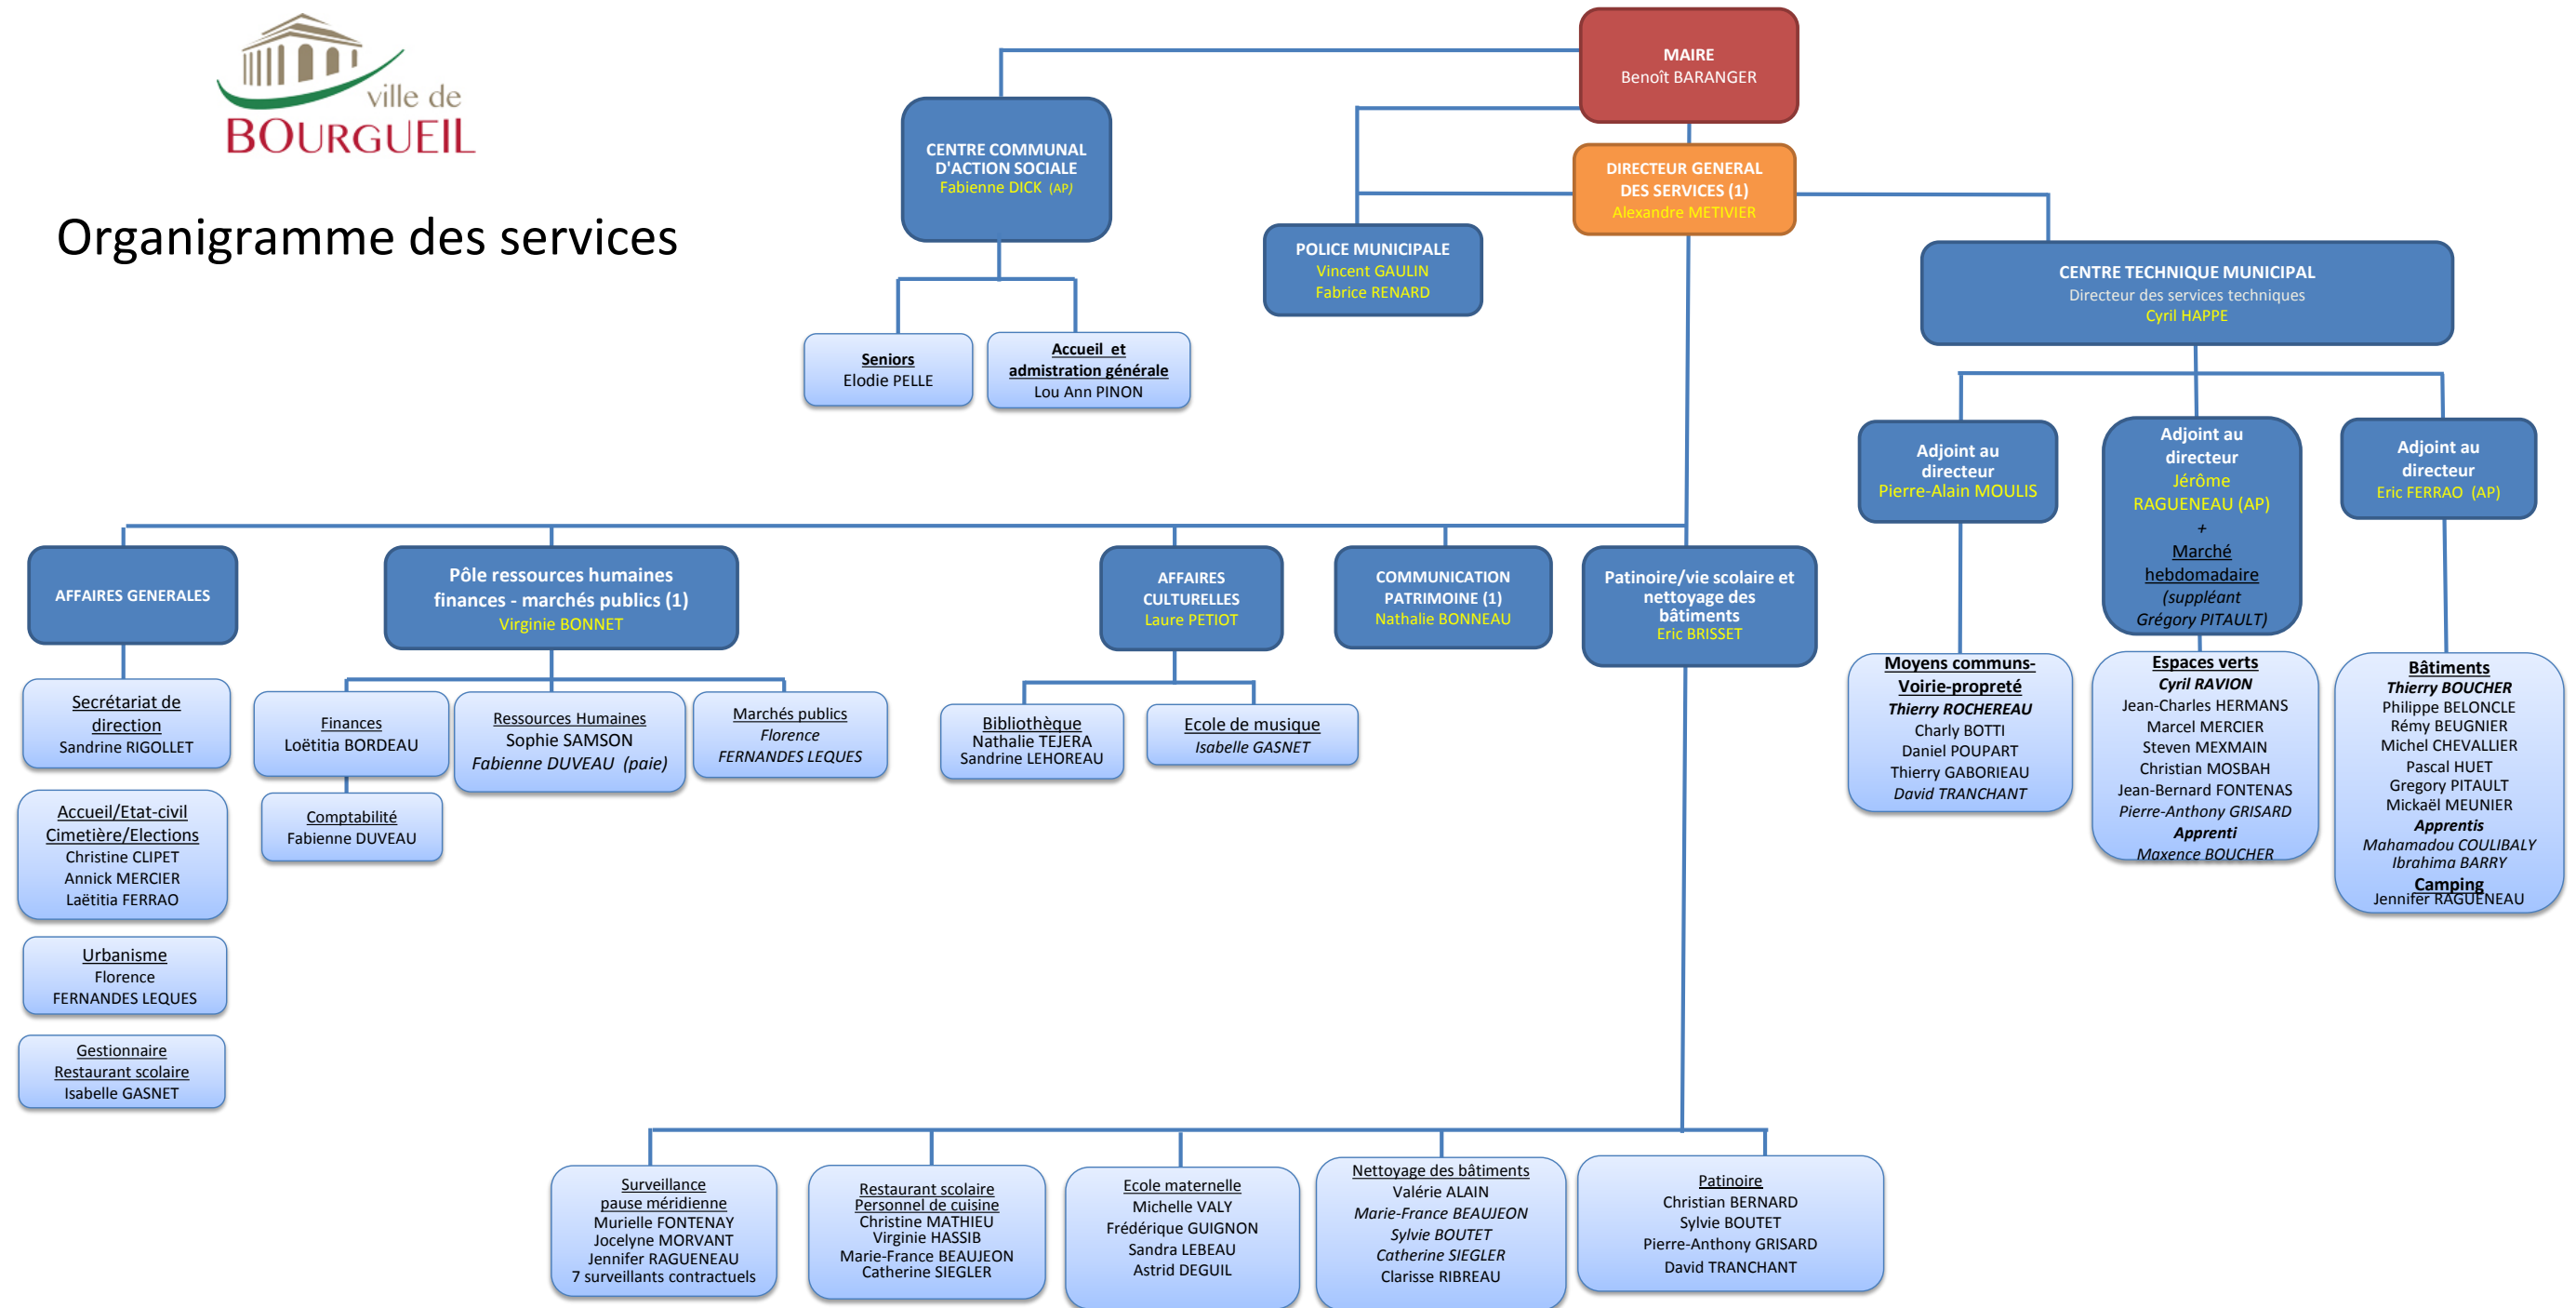 ville de
BOURGUEIL
Organigramme des services
MAIRE
Benoît BARANGER
CENTRE COMMUNAL
D'ACTION SOCIALE
Fabienne DICK (AP)
DIRECTEUR GENERAL
DES SERVICES (1)
Alexandre METIVIER
POLICE MUNICIPALE
Vincent GAULIN
Fabrice RENARD
CENTRE TECHNIQUE MUNICIPAL
Directeur des services techniques
Cyril HAPPE
Seniors
Elodie PELLE
Accueil et
admistration générale
Lou Ann PINON
Adjoint au
directeur
Pierre-Alain MOULIS
Adjoint au
directeur
Jérôme
RAGUENEAU (AP)
+
Marché
hebdomadaire
(suppléant
Grégory PITAULT)
Adjoint au
directeur
Eric FERRAO (AP)
AFFAIRES GENERALES
Pôle ressources humaines
finances - marchés publics (1)
Virginie BONNET
AFFAIRES
CULTURELLES
Laure PETIOT
COMMUNICATION
PATRIMOINE (1)
Nathalie BONNEAU
Patinoire/vie scolaire et
nettoyage des
bâtiments
Eric BRISSET
Secrétariat de
direction
Sandrine RIGOLLET
Finances
Loëtitia BORDEAU
Ressources Humaines
Sophie SAMSON
Fabienne DUVEAU (paie)
Marchés publics
Florence
FERNANDES LEQUES
Bibliothèque
Nathalie TEJERA
Sandrine LEHOREAU
Ecole de musique
Isabelle GASNET
Moyens communs-
Voirie-propreté
Thierry ROCHEREAU
Charly BOTTI
Daniel POUPART
Thierry GABORIEAU
David TRANCHANT
Espaces verts
Cyril RAVION
Jean-Charles HERMANS
Marcel MERCIER
Steven MEXMAIN
Christian MOSBAH
Jean-Bernard FONTENAS
Pierre-Anthony GRISARD
Apprenti
Maxence BOUCHER
Bâtiments
Thierry BOUCHER
Philippe BELONCLE
Rémy BEUGNIER
Michel CHEVALLIER
Pascal HUET
Gregory PITAULT
Mickaël MEUNIER
Apprentis
Mahamadou COULIBALY
Ibrahima BARRY
Camping
Jennifer RAGUENEAU
Accueil/Etat-civil
Cimetière/Elections
Christine CLIPET
Annick MERCIER
Laëtitia FERRAO
Comptabilité
Fabienne DUVEAU
Urbanisme
Florence
FERNANDES LEQUES
Gestionnaire
Restaurant scolaire
Isabelle GASNET
Surveillance
pause méridienne
Murielle FONTENAY
Jocelyne MORVANT
Jennifer RAGUENEAU
7 surveillants contractuels
Restaurant scolaire
Personnel de cuisine
Christine MATHIEU
Virginie HASSIB
Marie-France BEAUJEON
Catherine SIEGLER
Ecole maternelle
Michelle VALY
Frédérique GUIGNON
Sandra LEBEAU
Astrid DEGUIL
Nettoyage des bâtiments
Valérie ALAIN
Marie-France BEAUJEON
Sylvie BOUTET
Catherine SIEGLER
Clarisse RIBREAU
Patinoire
Christian BERNARD
Sylvie BOUTET
Pierre-Anthony GRISARD
David TRANCHANT